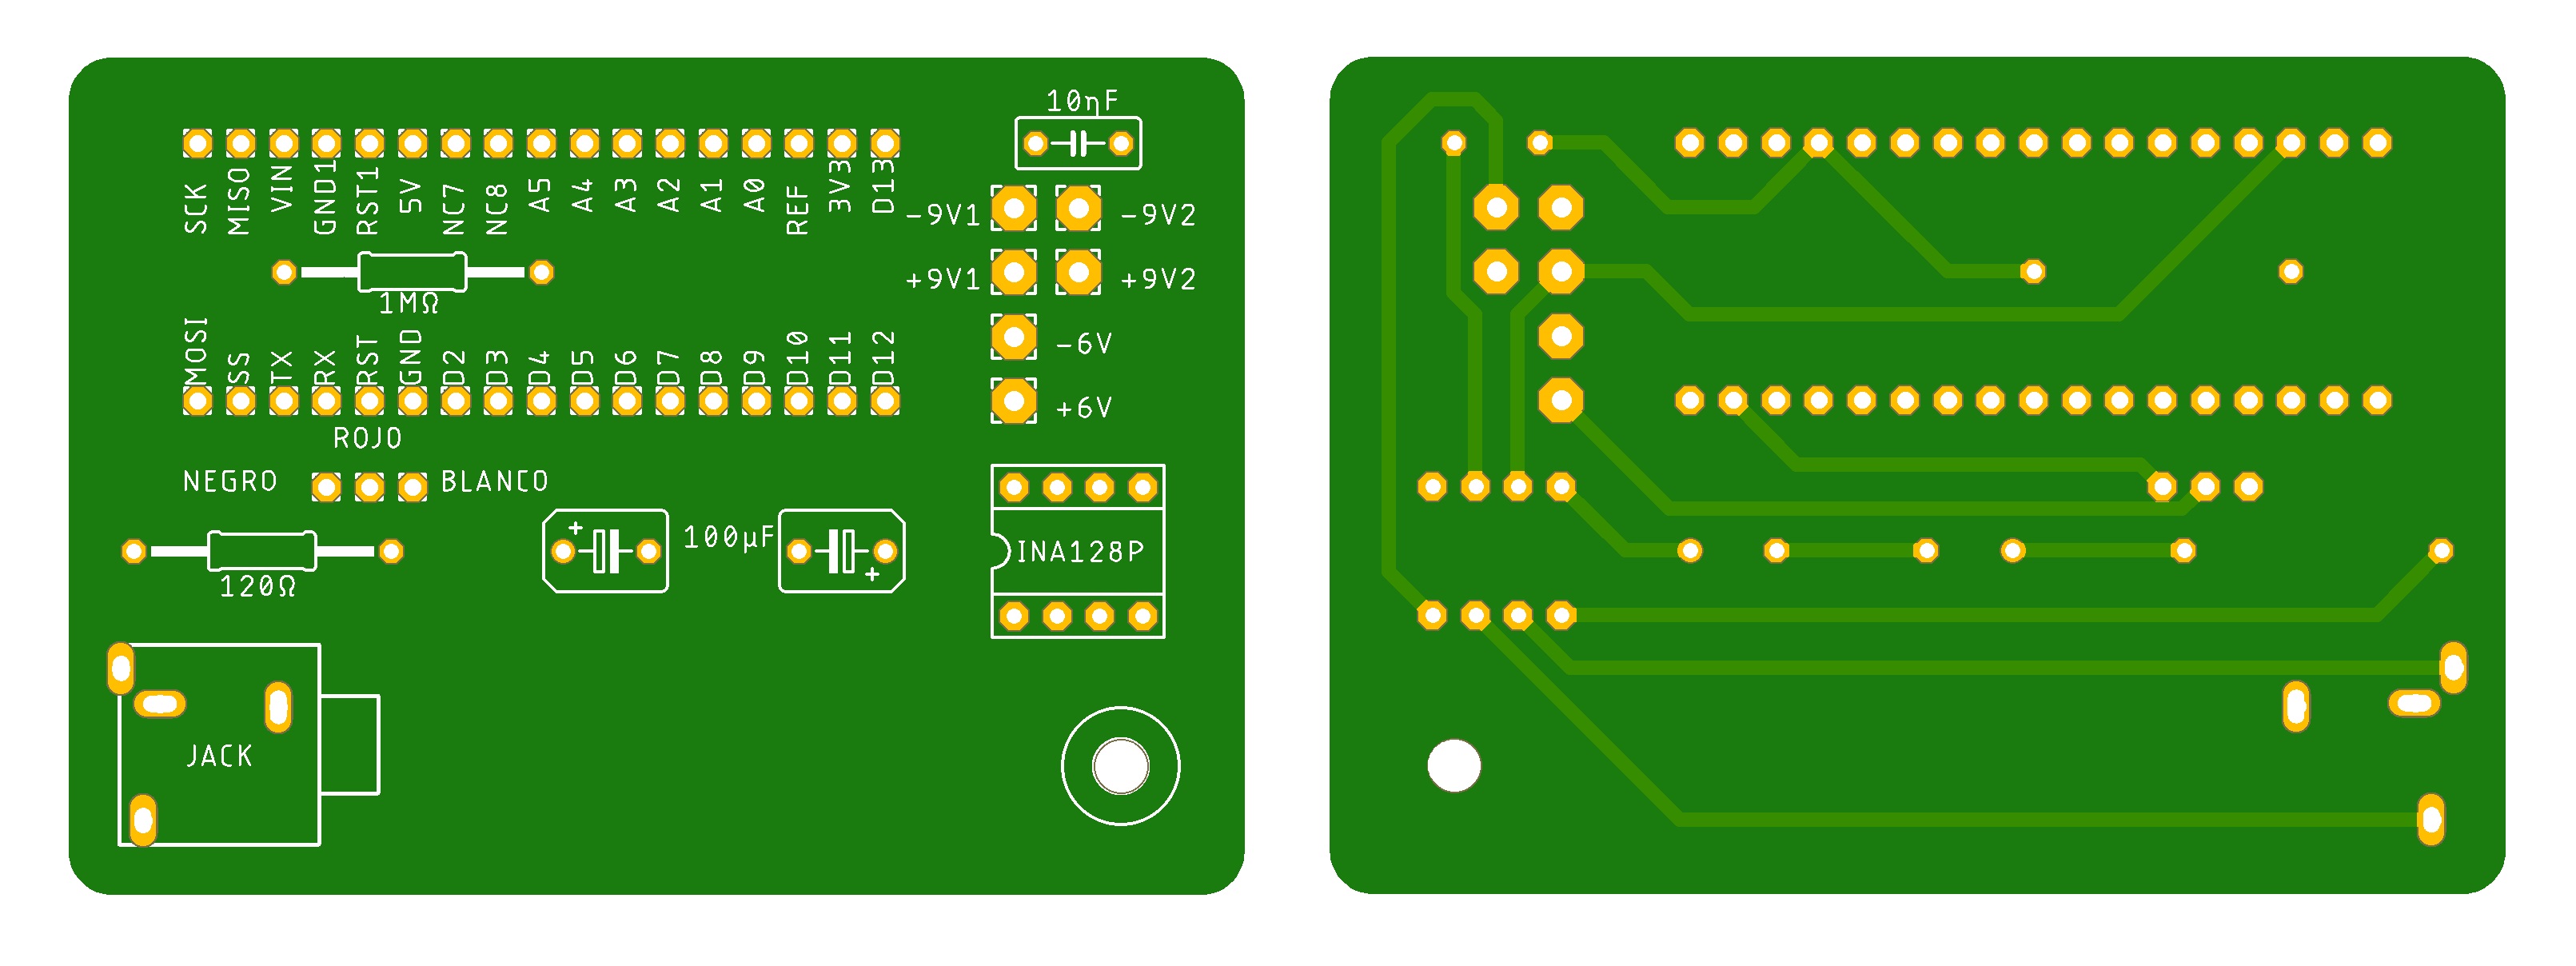 10ηF
SCK MISO VIN GND1 RST1 5V NC7 NC8 A5 A4 A3 A2 A1 A0 REF 3V3 D13
-9V1 -9V2
+9V1 +9V2
1MΩ
MOSI SS TX RX RST GND D2 D3 D4 D5 D6 D7 D8 D9 D10 D11 D12
-6V
+6V
ROJO
NEGRO BLANCO
+ 100µF +
INA128P
120Ω
JACK